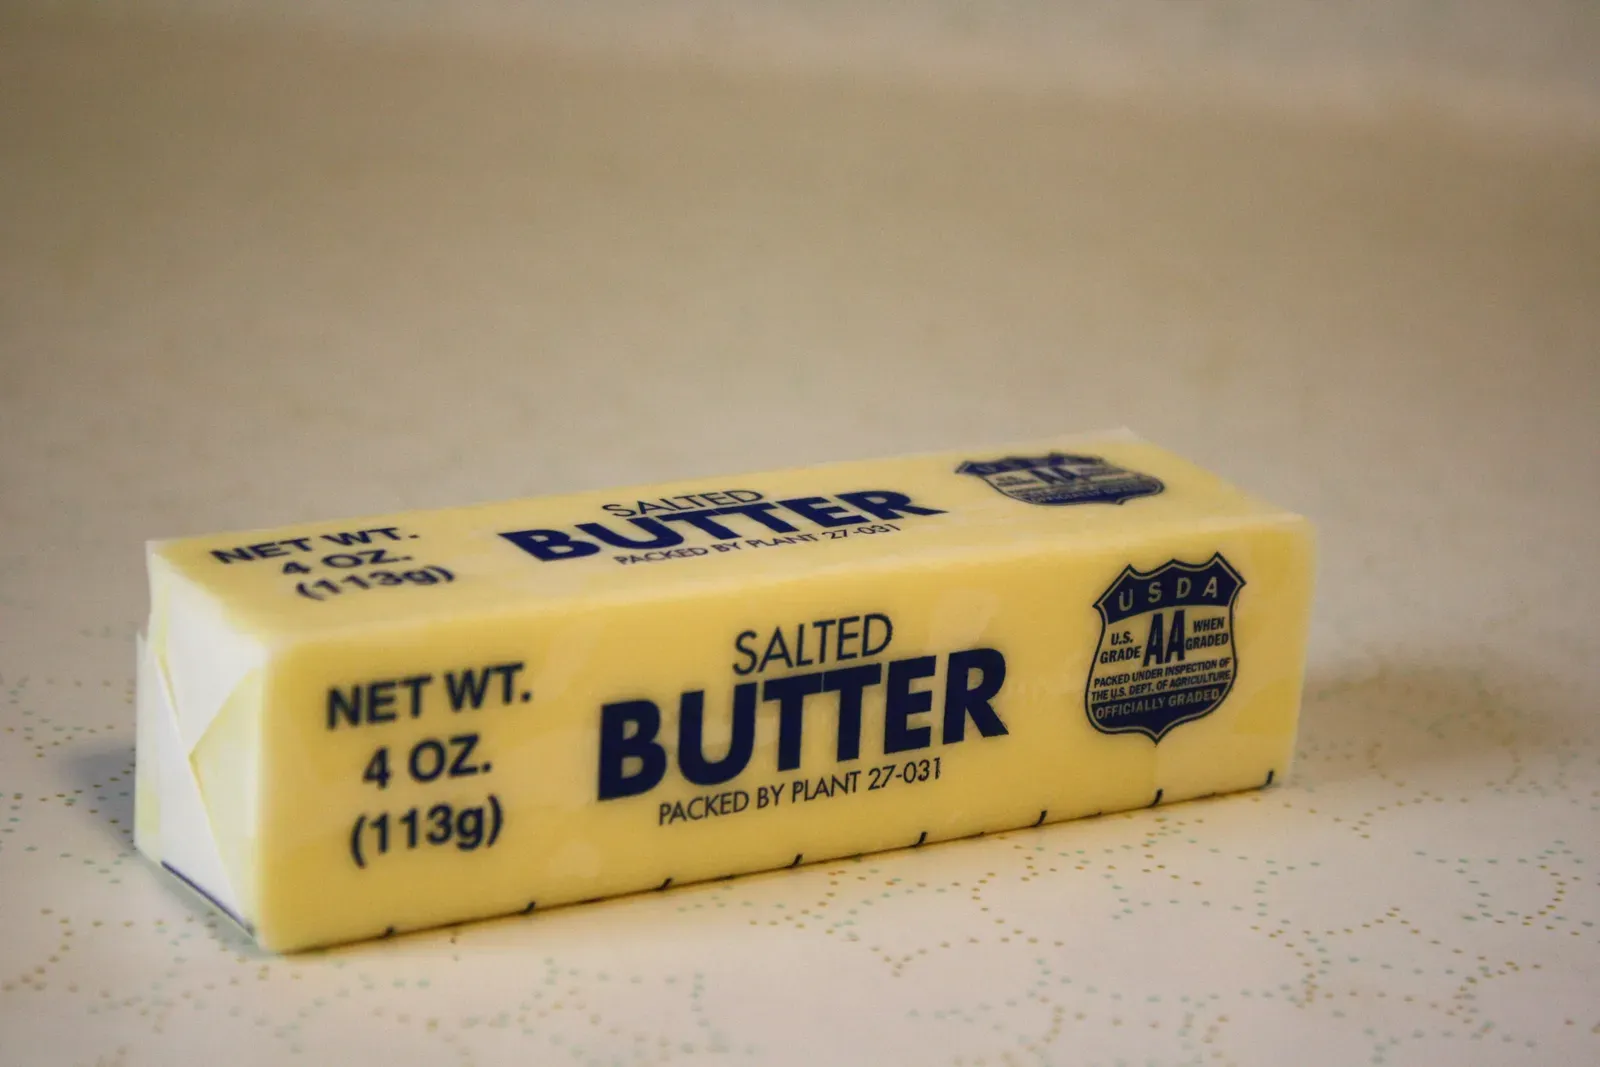 NET WT.
4 OZ.
(113g)
SALTED
BUTTER
PACKED BY PLANT 27-031
USDA
AA
NET WT.
4 OZ.
(113g)
SALTED
BUTTER
PACKED BY PLANT 27-031
USDA
U.S. GRADE AA WHEN GRADED
PACKED UNDER INSPECTION OF
THE U.S. DEPT. OF AGRICULTURE
OFFICIALLY GRADED